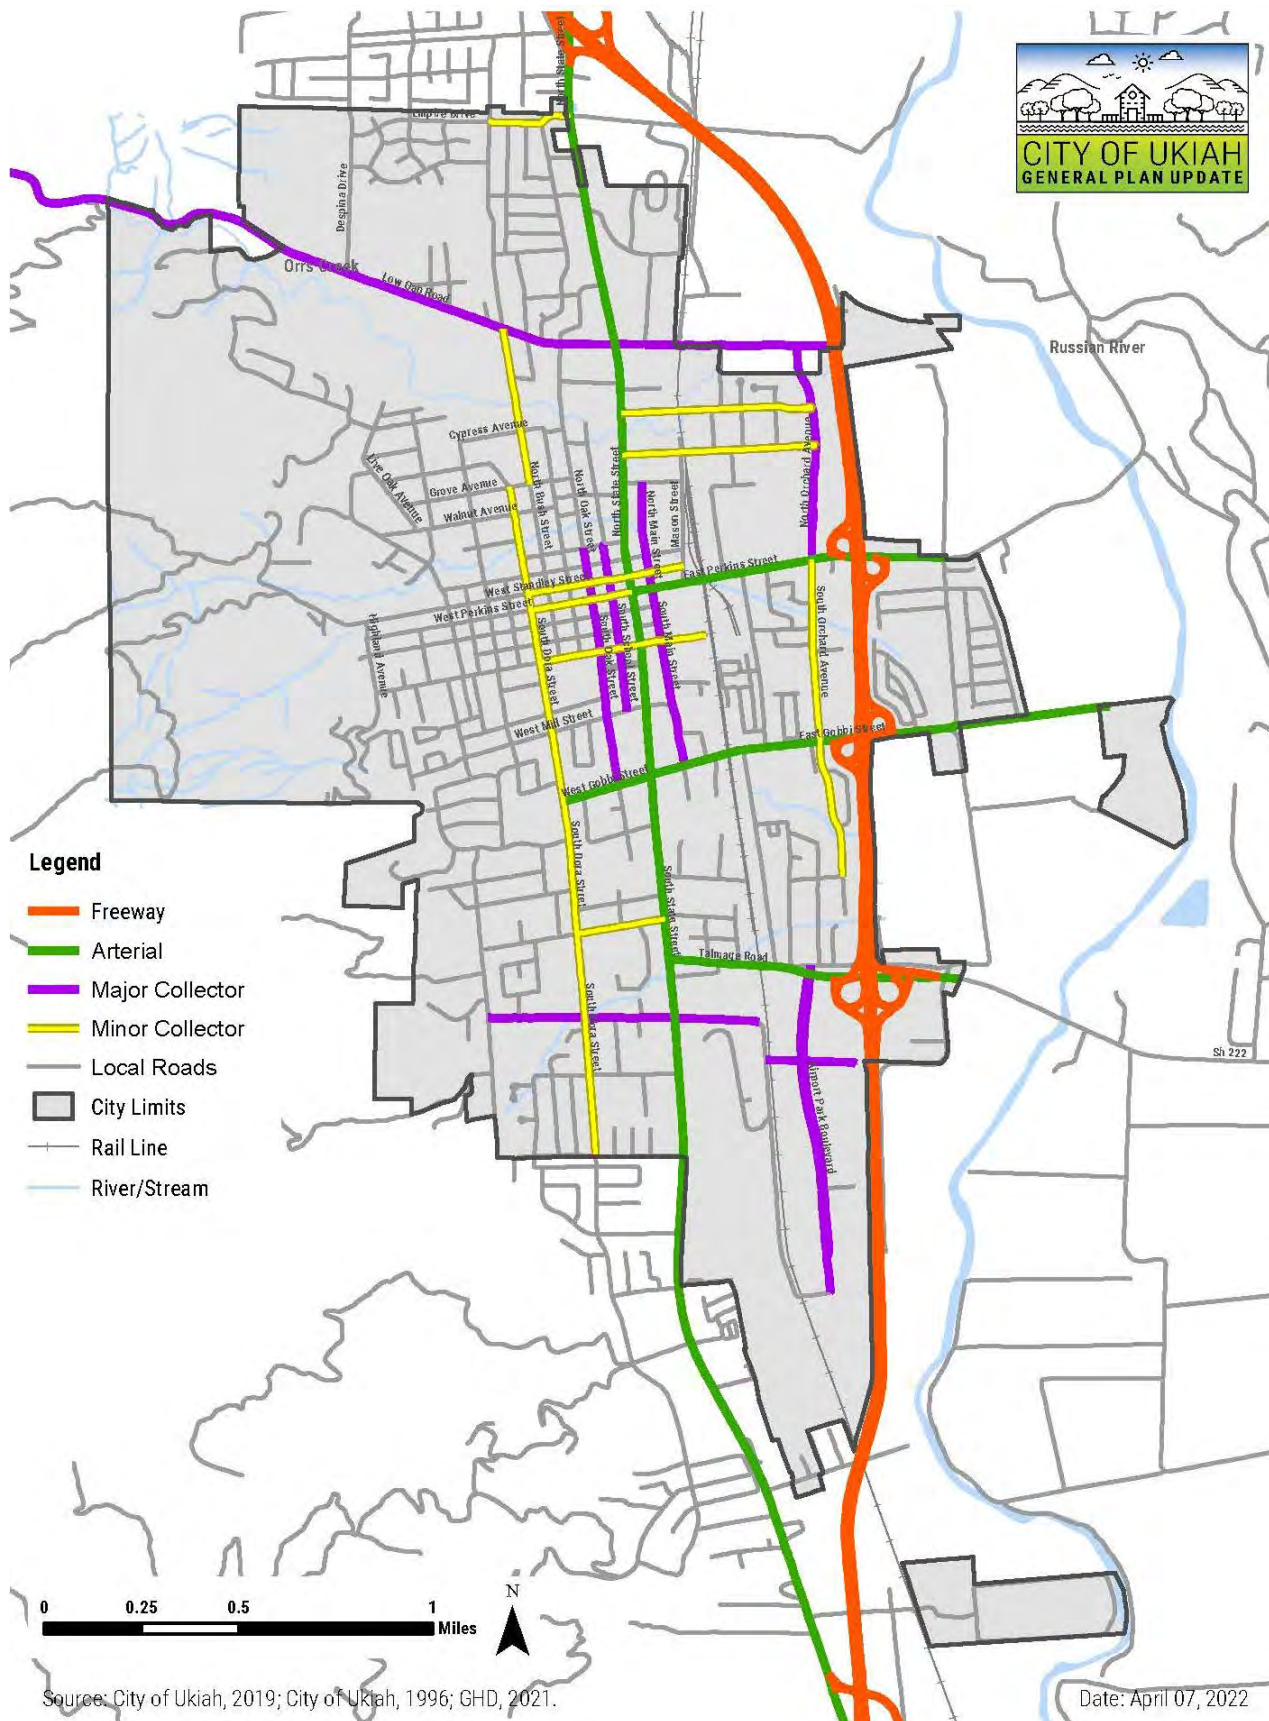 North State Street
CITY OF UKIAH
GENERAL PLAN UPDATE
Empire Drive
Despina Drive
Orrs Creek
Low Gap Road
Russian River
Cypress Avenue
Live Oak Avenue
Grove Avenue
Walnut Avenue
North Bush Street
North Oak Street
North State Street
North Main Street
Mason Street
North Orchard Avenue
West Standley Street
East Perkins Street
West Perkins Street
Highland Avenue
South Dora Street
South Oak Street
South School Street
South Main Street
South Orchard Avenue
West Mill Street
East Gobbi Street
West Gobbi Street
South Dora Street
South State Street
Talmage Road
South Dora Street
Airport Park Boulevard
Sh 222
Legend
Freeway
Arterial
Major Collector
Minor Collector
Local Roads
City Limits
Rail Line
River/Stream
N
0 0.25 0.5 1
Miles
Source: City of Ukiah, 2019; City of Ukiah, 1996; GHD, 2021.
Date: April 07, 2022